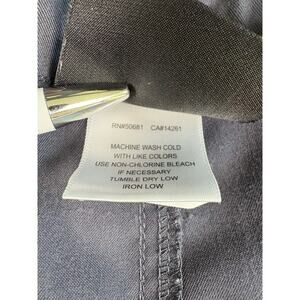 RN#50681 CA#14261
MACHINE WASH COLD
WITH LIKE COLORS
USE NON-CHLORINE BLEACH
IF NECESSARY
TUMBLE DRY LOW
IRON LOW